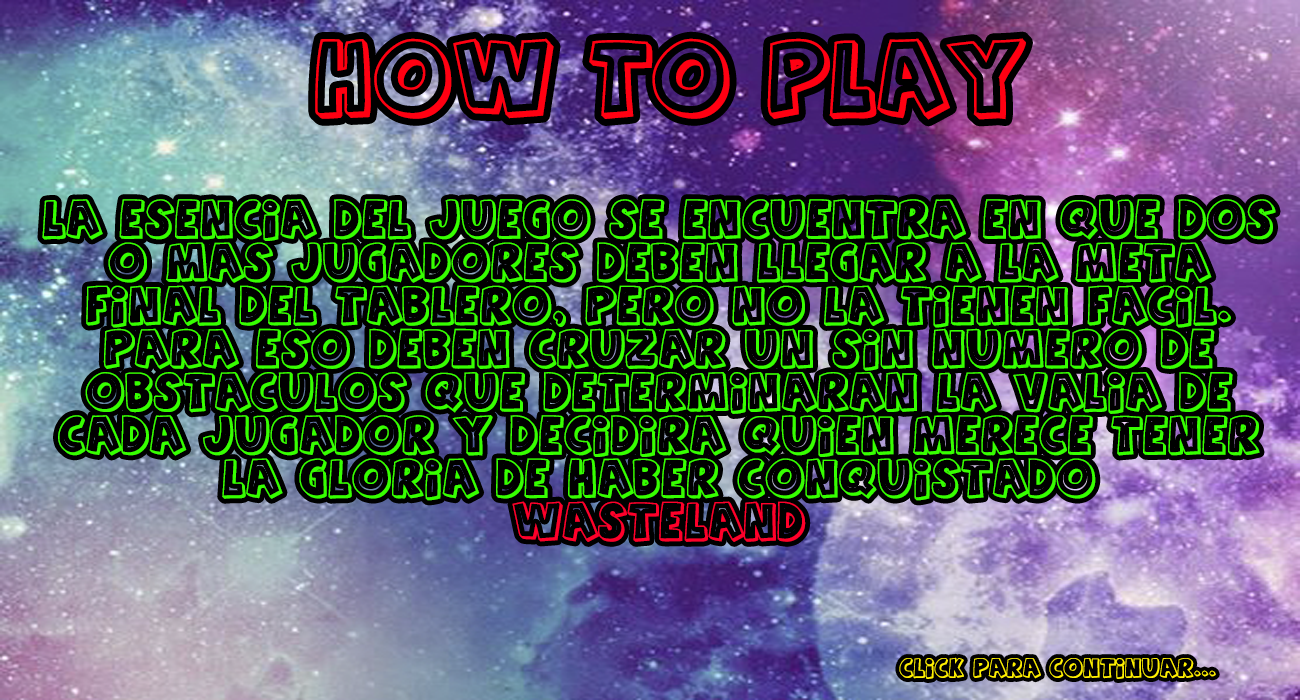 HOW TO PLAY
LA ESENCIA DEL JUEGO SE ENCUENTRA EN QUE DOS
O MAS JUGADORES DEBEN LLEGAR A LA META
FINAL DEL TABLERO, PERO NO LA TIENEN FACIL.
PARA ESO DEBEN CRUZAR UN SIN NUMERO DE
OBSTACULOS QUE DETERMINARAN LA VALIA DE
CADA JUGADOR Y DECIDIRA QUIEN MERECE TENER
LA GLORIA DE HABER CONQUISTADO
WASTELAND
CLICK PARA CONTINUAR...